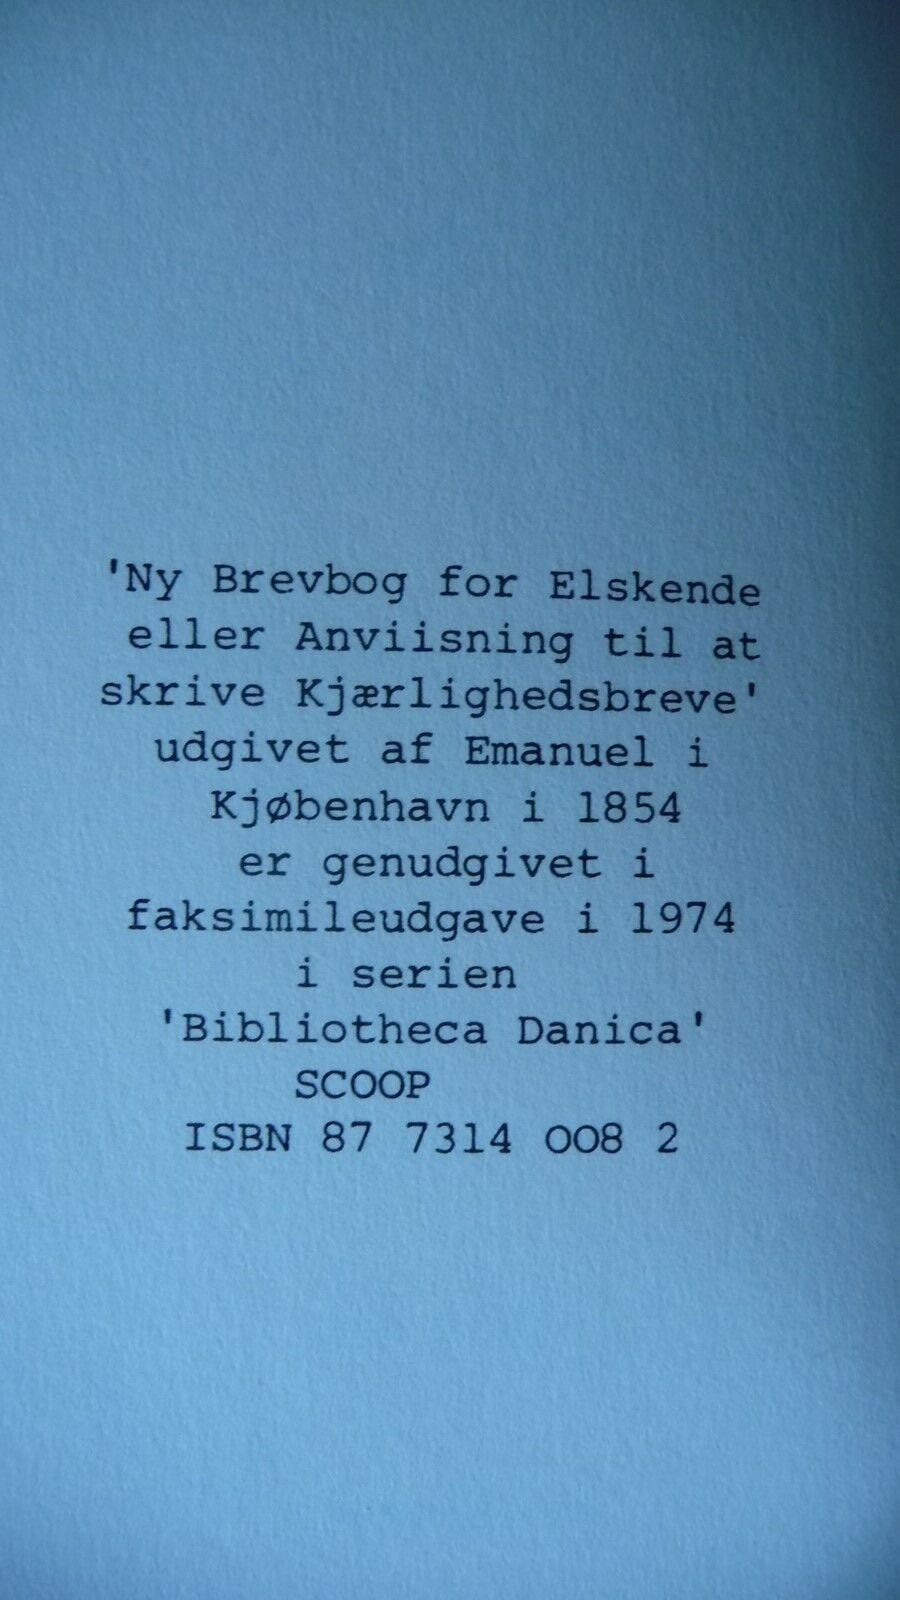 'Ny Brevbog for Elskende
eller Anviisning til at
skrive Kjærlighedsbreve'
udgivet af Emanuel i
Kjøbenhavn i 1854
er genudgivet i
faksimileudgave i 1974
i serien
'Bibliotheca Danica'
SCOOP
ISBN 87 7314 008 2